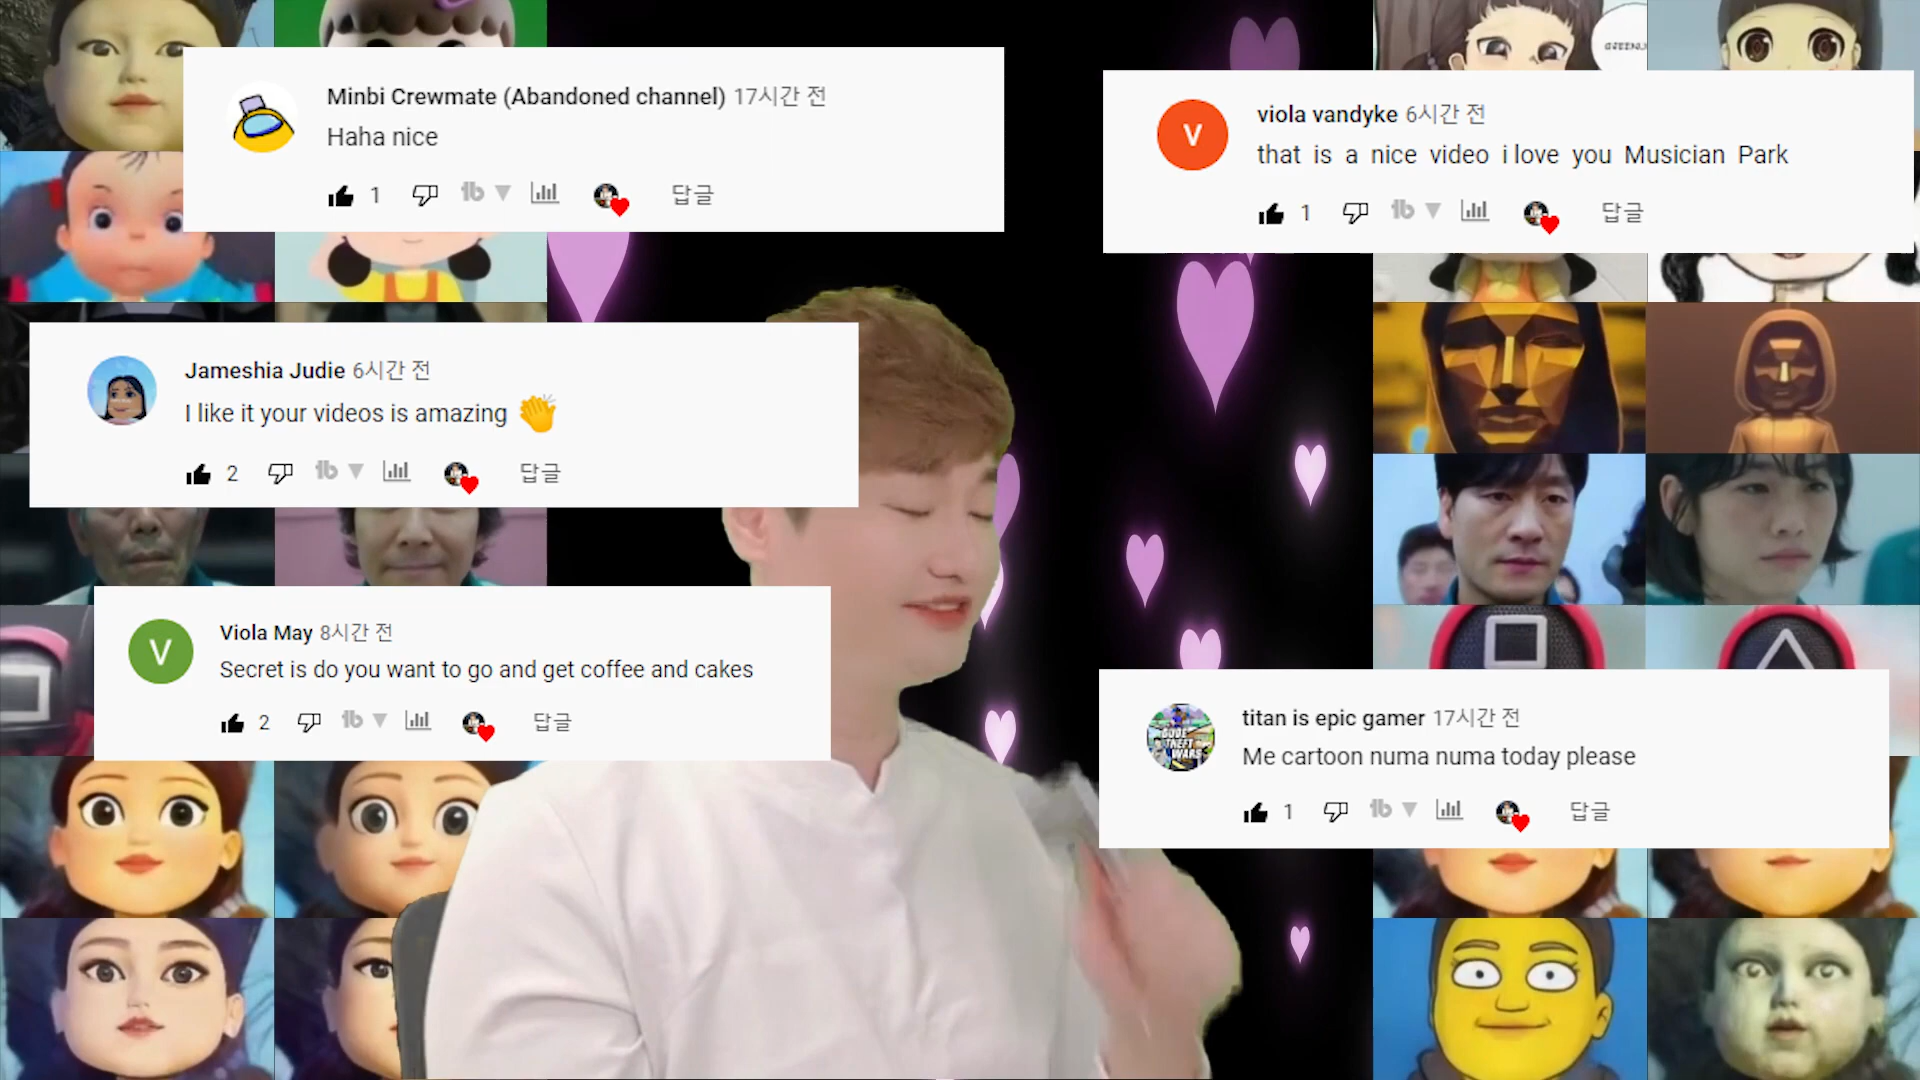 Minbi Crewmate (Abandoned channel) 17시간 전
Haha nice
1 답글
viola vandyke 6시간 전
that is a nice video i love you Musician Park
1 답글
Jameshia Judie 6시간 전
I like it your videos is amazing 👏
2 답글
Viola May 8시간 전
Secret is do you want to go and get coffee and cakes
2 답글
titan is epic gamer 17시간 전
Me cartoon numa numa today please
1 답글
V
V
DUDE
THEFT
WARS